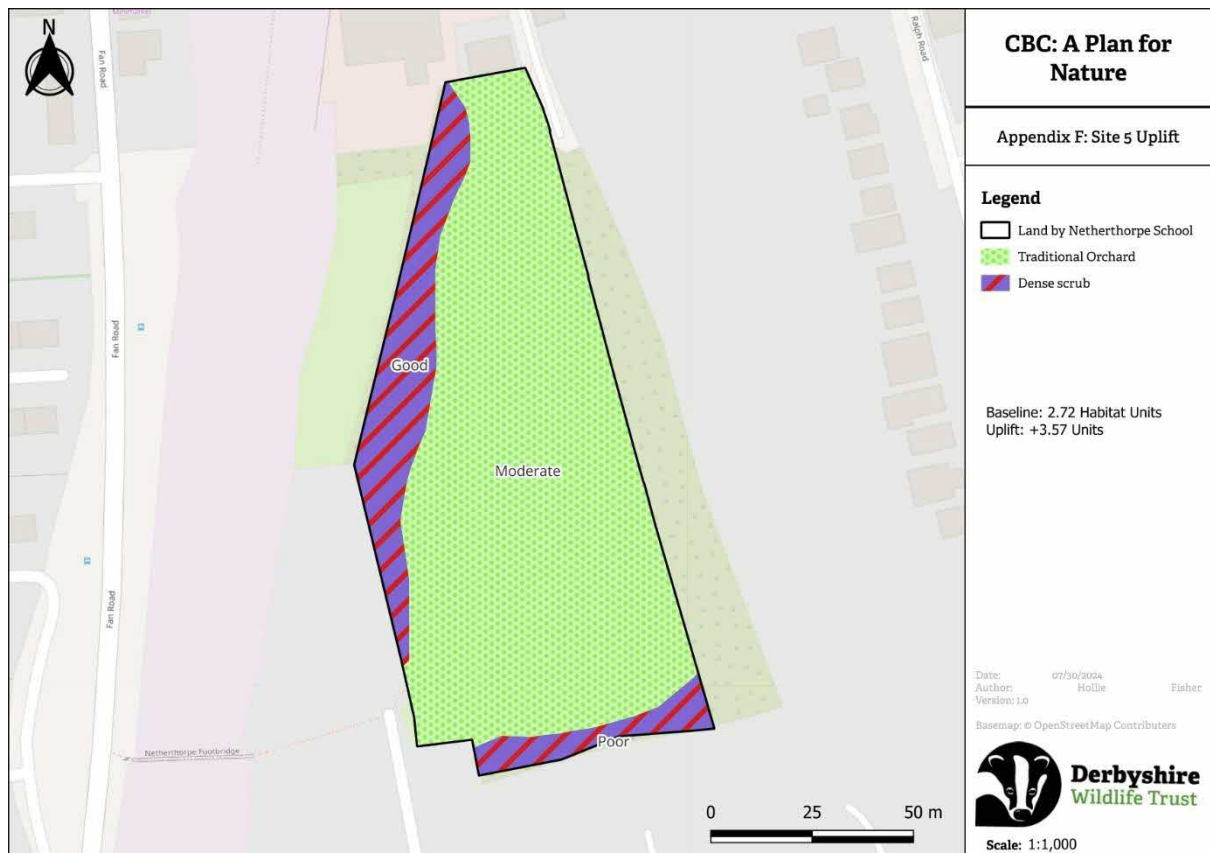 N
Minimarket
Fan Road
Ralph Road
Fan Road
Fan Road
Good
Moderate
Poor
Netherthorpe Footbridge
0 25 50 m
CBC: A Plan for
Nature
Appendix F: Site 5 Uplift
Legend
Land by Netherthorpe School
Traditional Orchard
Dense scrub
Baseline: 2.72 Habitat Units
Uplift: +3.57 Units
Date: 07/30/2024
Author: Hollie Fisher
Version: 1.0
Basemap: © OpenStreetMap Contributers
Derbyshire
Wildlife Trust
Scale: 1:1,000